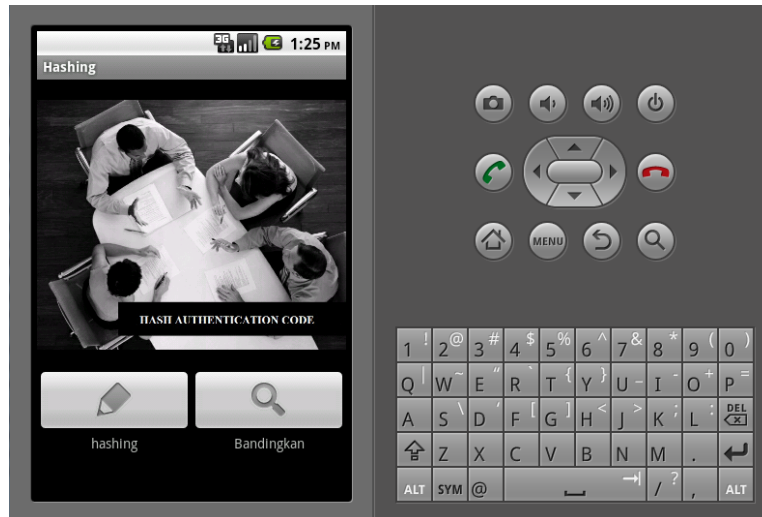 3G 1:25 PM
Hashing
HASH AUTHENTICATION CODE
hashing Bandingkan
MENU
1 ! 2 @ 3 # 4 $ 5 % 6 ^ 7 & 8 * 9 ( 0 )
Q | W ~ E " R ` T { Y } U - I - O + P =
A S \ D ' F [ G ] H < J > K ; L : DEL
Z X C V B N M .
ALT SYM @ / ? , ALT